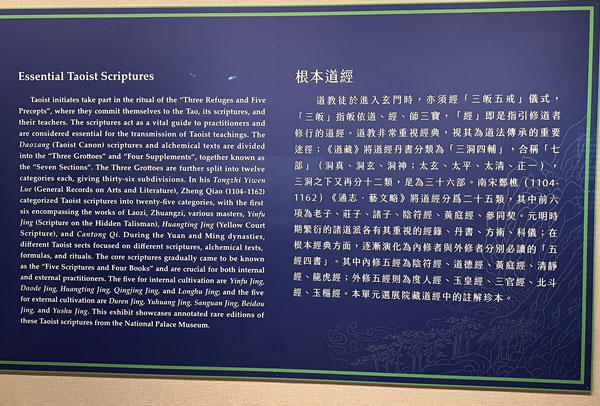 Essential Taoist Scriptures
Taoist initiates take part in the ritual of the "Three Refuges and Five
Precepts", where they commit themselves to the Tao, its scriptures, and
their teachers. The scriptures act as a vital guide to practitioners and
are considered essential for the transmission of Taoist teachings. The
Daozang (Taoist Canon) scriptures and alchemical texts are divided
into the "Three Grottoes" and "Four Supplements", together known as
the "Seven Sections". The Three Grottoes are further split into twelve
categories each, giving thirty-six subdivisions. In his Tongzhi Yiwen
Lue (General Records on Arts and Literature), Zheng Qiao (1104–1162)
categorized Taoist scriptures into twenty-five categories, with the first
six encompassing the works of Laozi, Zhuangzi, various masters, Yinfu
Jing (Scripture on the Hidden Talisman), Huangting Jing (Yellow Court
Scripture), and Cantong Qi. During the Yuan and Ming dynasties,
different Taoist sects focused on different scriptures, alchemical texts,
formulas, and rituals. The core scriptures gradually came to be known
as the "Five Scriptures and Four Books" and are crucial for both internal
and external practitioners. The five for internal cultivation are Yinfu Jing,
Daode Jing, Huangting Jing, Qingjing Jing, and Longhu Jing; and the five
for external cultivation are Duren Jing, Yuhuang Jing, Sanguan Jing, Beidou
Jing, and Yushu Jing. This exhibit showcases annotated rare editions of
these Taoist scriptures from the National Palace Museum.
根本道經
道教徒於進入玄門時，亦須經「三皈五戒」儀式，
「三皈」指皈依道、經、師三寶，「經」即是指引修道者
修行的道經。道教非常重視經典，視其為道法傳承的重要
途徑；《道藏》將道經丹書分類為「三洞四輔」，合稱「七
部」（洞真、洞玄、洞神；太玄、太平、太清、正一），
三洞之下又再分十二類，是為三十六部。南宋鄭樵（1104-
1162）《通志‧藝文略》將道經分爲二十五類，其中前六
項為老子、莊子、諸子、陰符經、黃庭經、參同契。元明時
期繁衍的諸道派各有其重視的經錄、丹書、方術、科儀；在
根本經典方面，逐漸演化為內修者與外修者分別必讀的「五
經四書」。其中內修五經為陰符經、道德經、黃庭經、清靜
經、龍虎經；外修五經則為度人經、玉皇經、三官經、北斗
經、玉樞經。本單元選展院藏道經中的註解珍本。